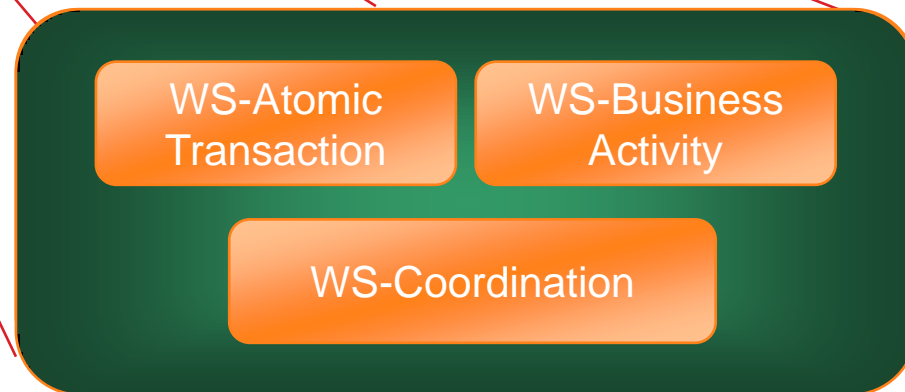 WS-Atomic
Transaction
WS-Business
Activity
WS-Coordination